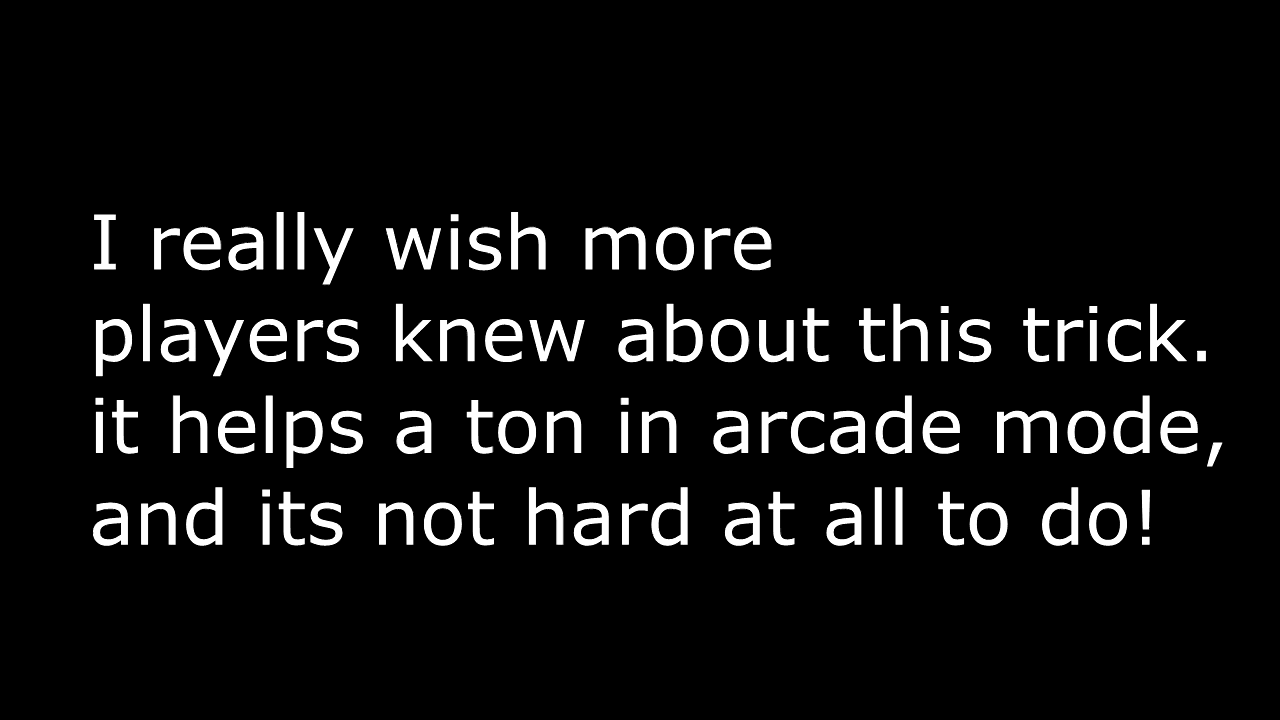 I really wish more
players knew about this trick.
it helps a ton in arcade mode,
and its not hard at all to do!